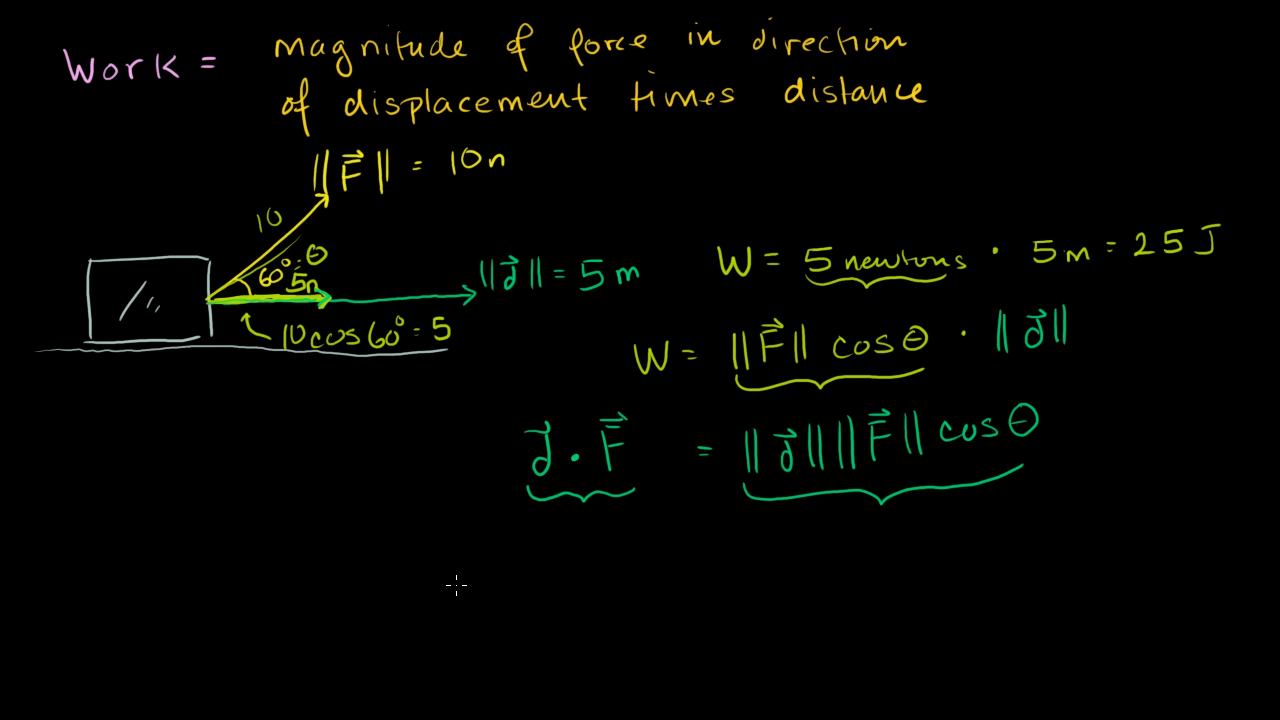 Work = magnitude of force in direction
of displacement times distance
||F⃗|| = 10n
10
60° = θ
5n
||d⃗|| = 5m
10cos60° = 5
W = 5 newtons · 5m = 25J
W = ||F⃗|| cosθ · ||d⃗||
d⃗ · F⃗ = ||d⃗|| ||F⃗|| cosθ